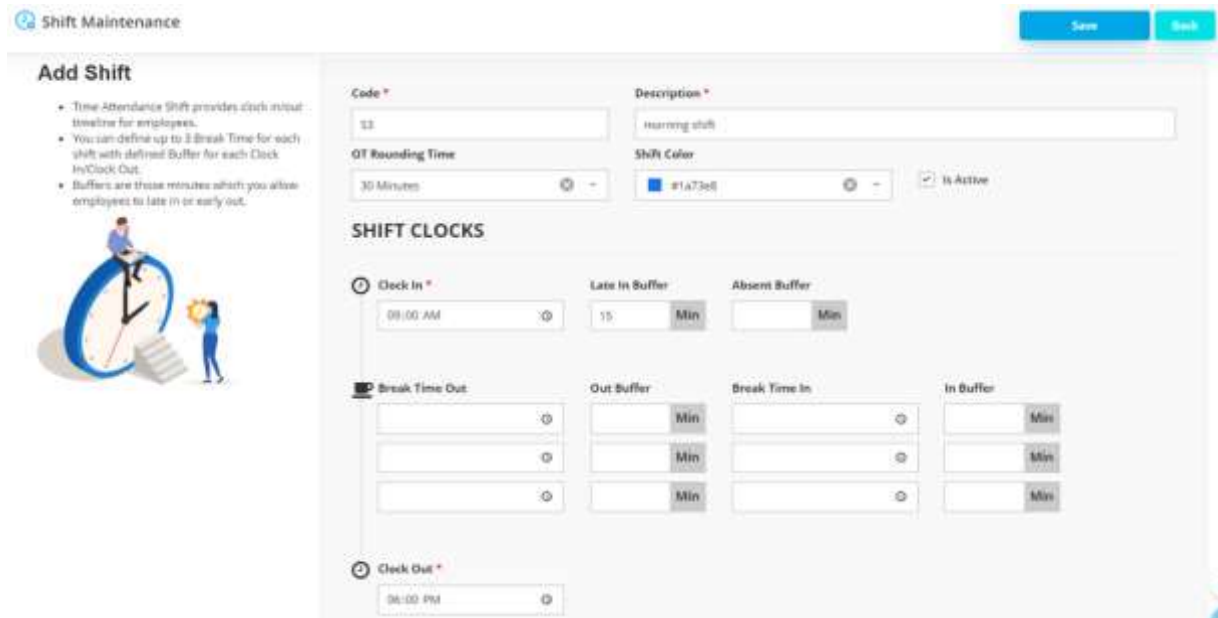 Shift Maintenance
Save
Back
Add Shift
Time Attendance Shift provides clock in/out
timeline for employees.
You can define up to 3 Break Time for each
shift with defined Buffer for each Clock
In/Clock Out.
Buffers are those minutes which you allow
employees to late in or early out.
Code *
Description *
S3
morning shift
OT Rounding Time
Shift Color
30 Minutes
#1a73e8
Is Active
SHIFT CLOCKS
Clock In *
Late In Buffer
Absent Buffer
09:00 AM
15
Min
Min
Break Time Out
Out Buffer
Break Time In
In Buffer
Min
Min
Min
Min
Min
Min
Clock Out *
06:00 PM